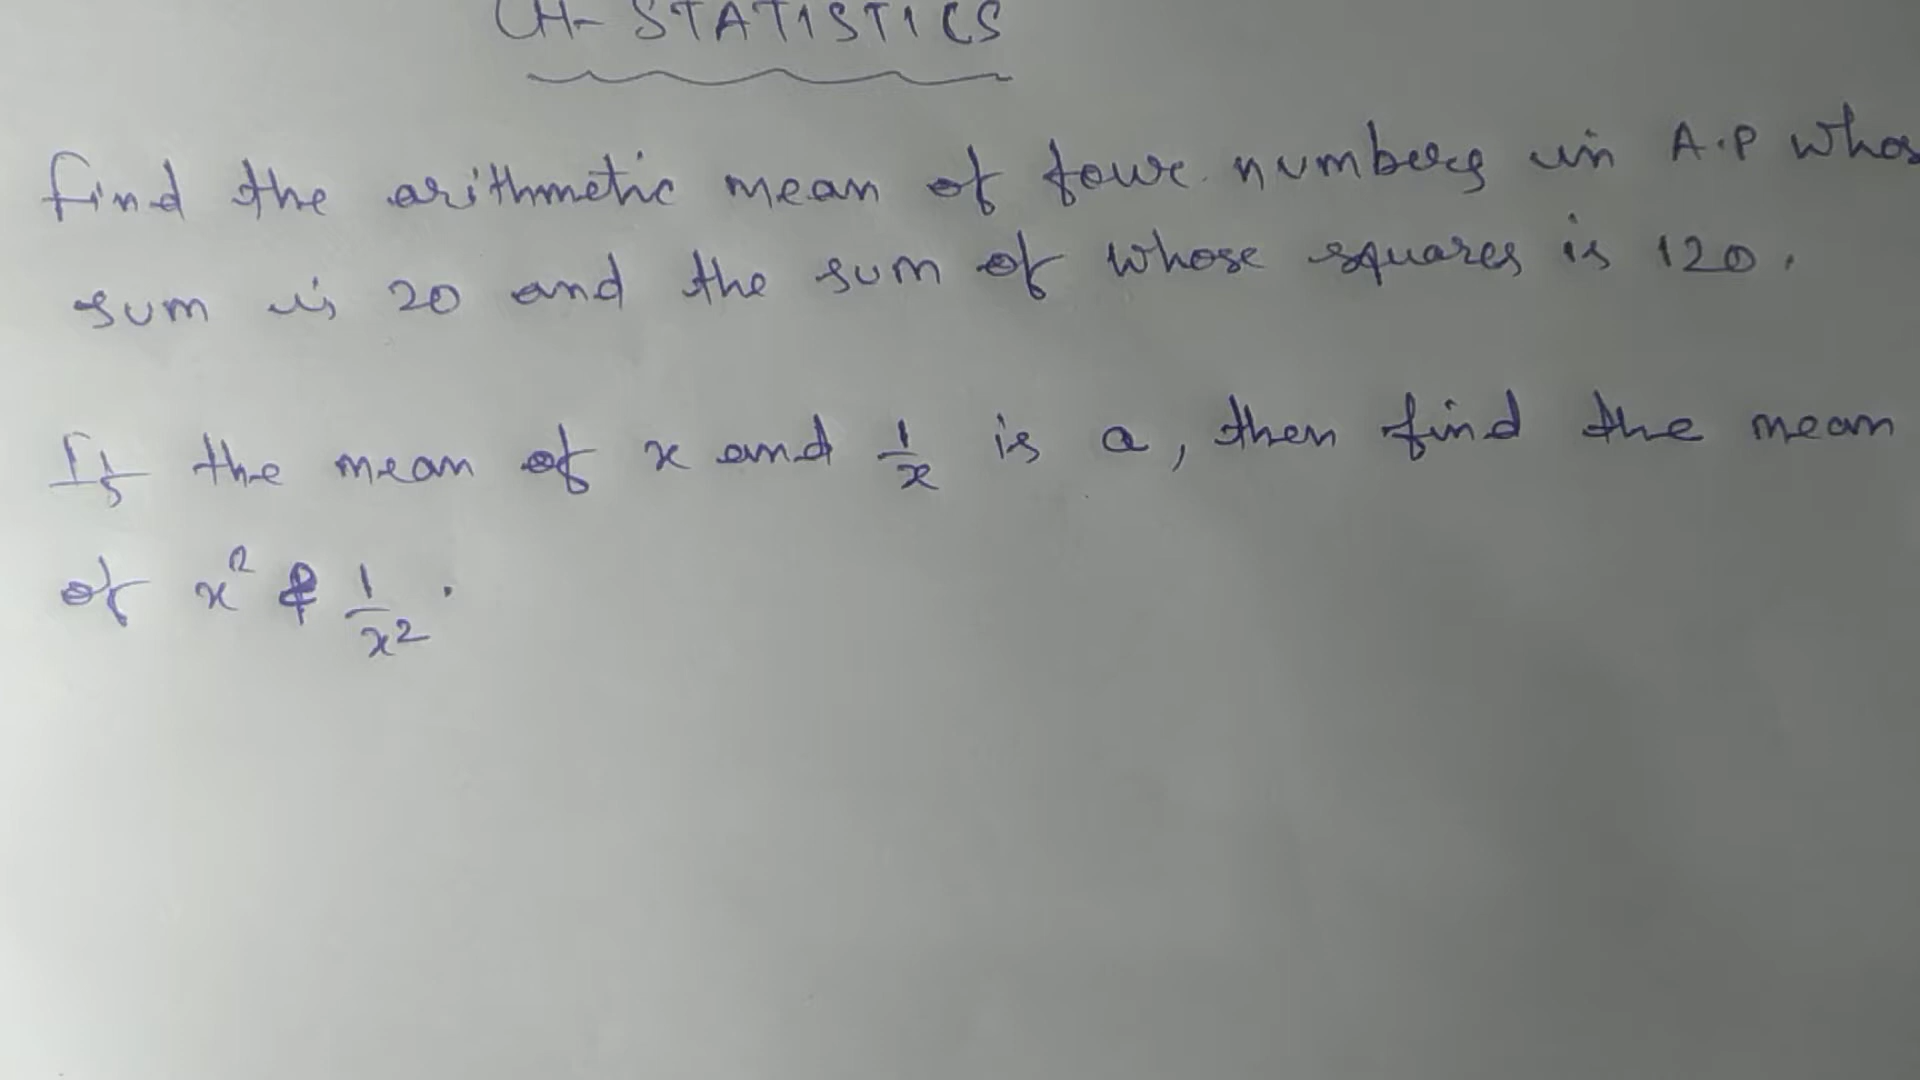 CH- STATISTICS
find the arithmetic mean of four numbers in A.P whos
sum is 20 and the sum of whose squares is 120.
If the mean of x and 1/x is a, then find the mean
of x² & 1/x².